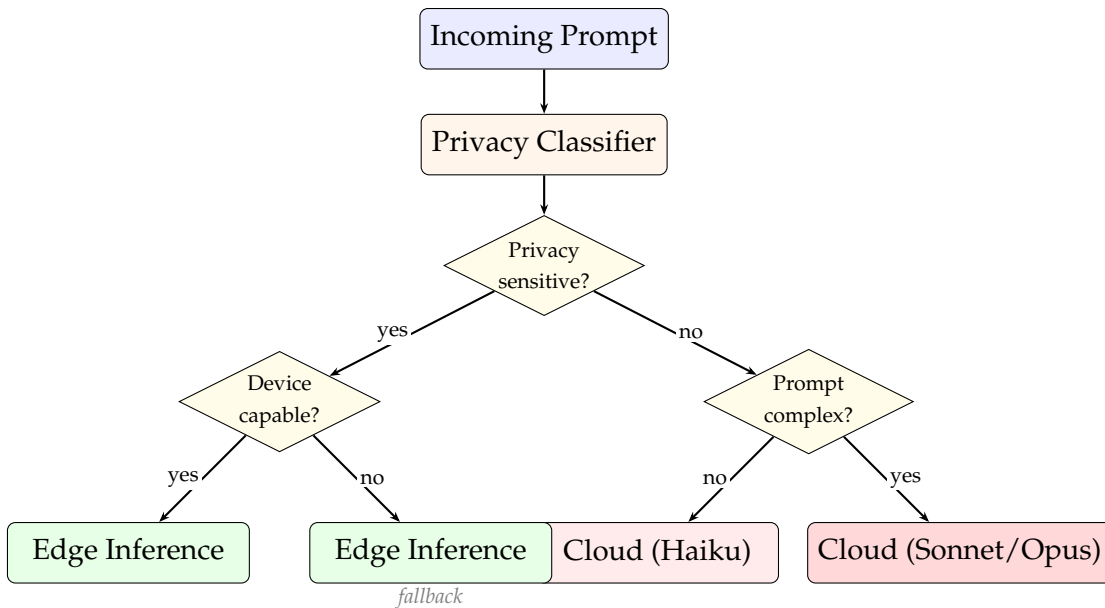 Incoming Prompt
Privacy Classifier
Privacy
sensitive?
yes
no
Device
capable?
Prompt
complex?
yes
no
no
yes
Edge Inference
Edge Inference
Cloud (Haiku)
Cloud (Sonnet/Opus)
fallback